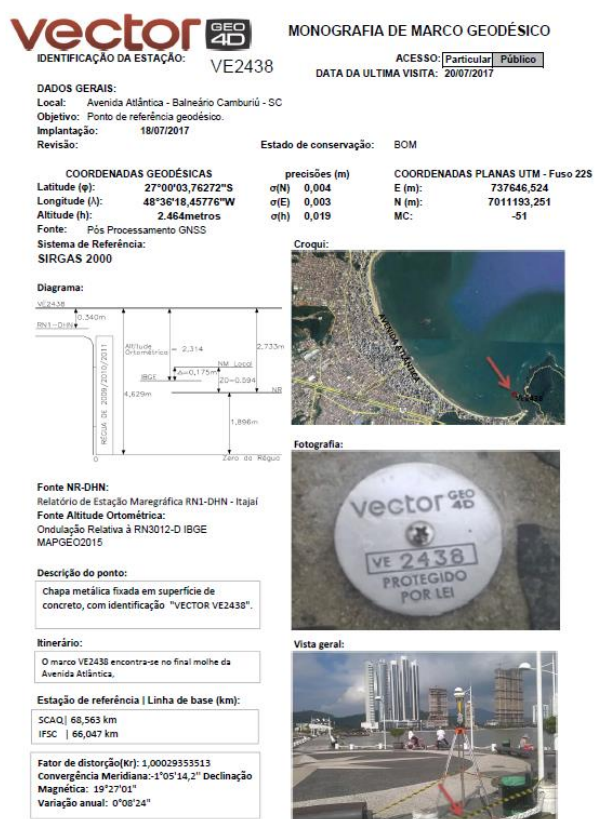 vector GEO 4D
MONOGRAFIA DE MARCO GEODÉSICO
IDENTIFICAÇÃO DA ESTAÇÃO: VE2438
ACESSO: Particular Público
DATA DA ULTIMA VISITA: 20/07/2017
DADOS GERAIS:
Local: Avenida Atlântica - Balneário Camburiú - SC
Objetivo: Ponto de referência geodésico.
Implantação: 18/07/2017
Revisão: Estado de conservação: BOM
COORDENADAS GEODÉSICAS precisões (m) COORDENADAS PLANAS UTM - Fuso 22S
Latitude (φ): 27°00'03,76272"S σ(N) 0,004 E (m): 737646,524
Longitude (λ): 48°36'18,45776"W σ(E) 0,003 N (m): 7011193,251
Altitude (h): 2.464metros σ(h) 0,019 MC: -51
Fonte: Pós Processamento GNSS
Sistema de Referência:
SIRGAS 2000
Croqui:
AVENIDA ATLÂNTICA
VE2438
Diagrama:
VE2438
0.340m
RN1-DHN
RÉGUA DE 2009/2010/2011
Altitude
Ortométrica = 2,314
2,733m
NM Local
Δ=0,175m
IBGE
Z0=0.594
NR
4,629m
1,896m
0
Zero da Régua
Fotografia:
vector GEO 4D
VE 2438
PROTEGIDO
POR LEI
Fonte NR-DHN:
Relatório de Estação Maregráfica RN1-DHN - Itajaí
Fonte Altitude Ortométrica:
Ondulação Relativa à RN3012-D IBGE
MAPGEO2015
Descrição do ponto:
Chapa metálica fixada em superfície de
concreto, com identificação "VECTOR VE2438".
Itinerário:
O marco VE2438 encontra-se no final molhe da
Avenida Atlântica,
Vista geral:
Estação de referência | Linha de base (km):
SCAQ| 68,563 km
IFSC | 66,047 km
Fator de distorção(Kr): 1,00029353513
Convergência Meridiana:-1°05'14,2" Declinação
Magnética: 19°27'01"
Variação anual: 0°08'24"